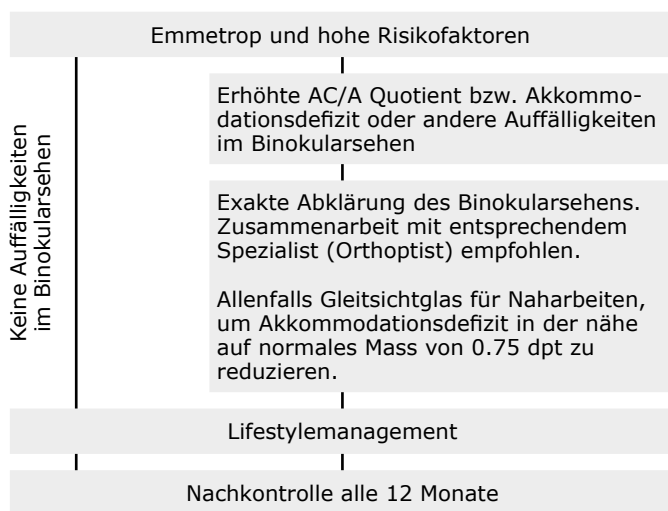 Emmetrop und hohe Risikofaktoren
Keine Auffälligkeiten
im Binokularsehen
Erhöhte AC/A Quotient bzw. Akkommo-
dationsdefizit oder andere Auffälligkeiten
im Binokularsehen
Exakte Abklärung des Binokularsehens.
Zusammenarbeit mit entsprechendem
Spezialist (Orthoptist) empfohlen.
Allenfalls Gleitsichtglas für Naharbeiten,
um Akkommodationsdefizit in der nähe
auf normales Mass von 0.75 dpt zu
reduzieren.
Lifestylemanagement
Nachkontrolle alle 12 Monate